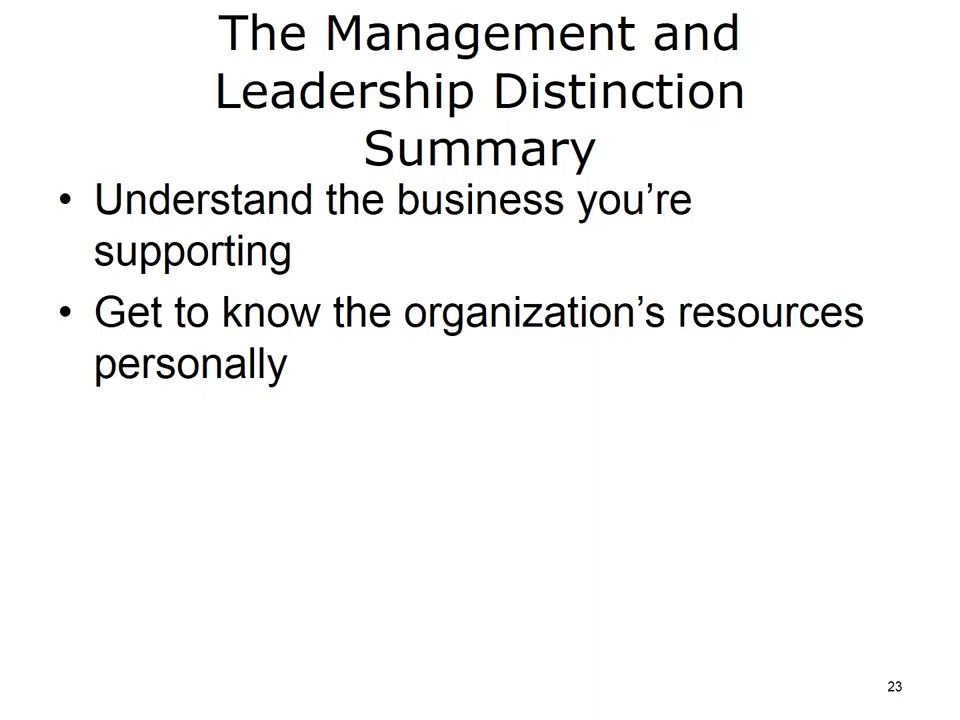 The Management and
Leadership Distinction
Summary
• Understand the business you’re
supporting
• Get to know the organization’s resources
personally
23